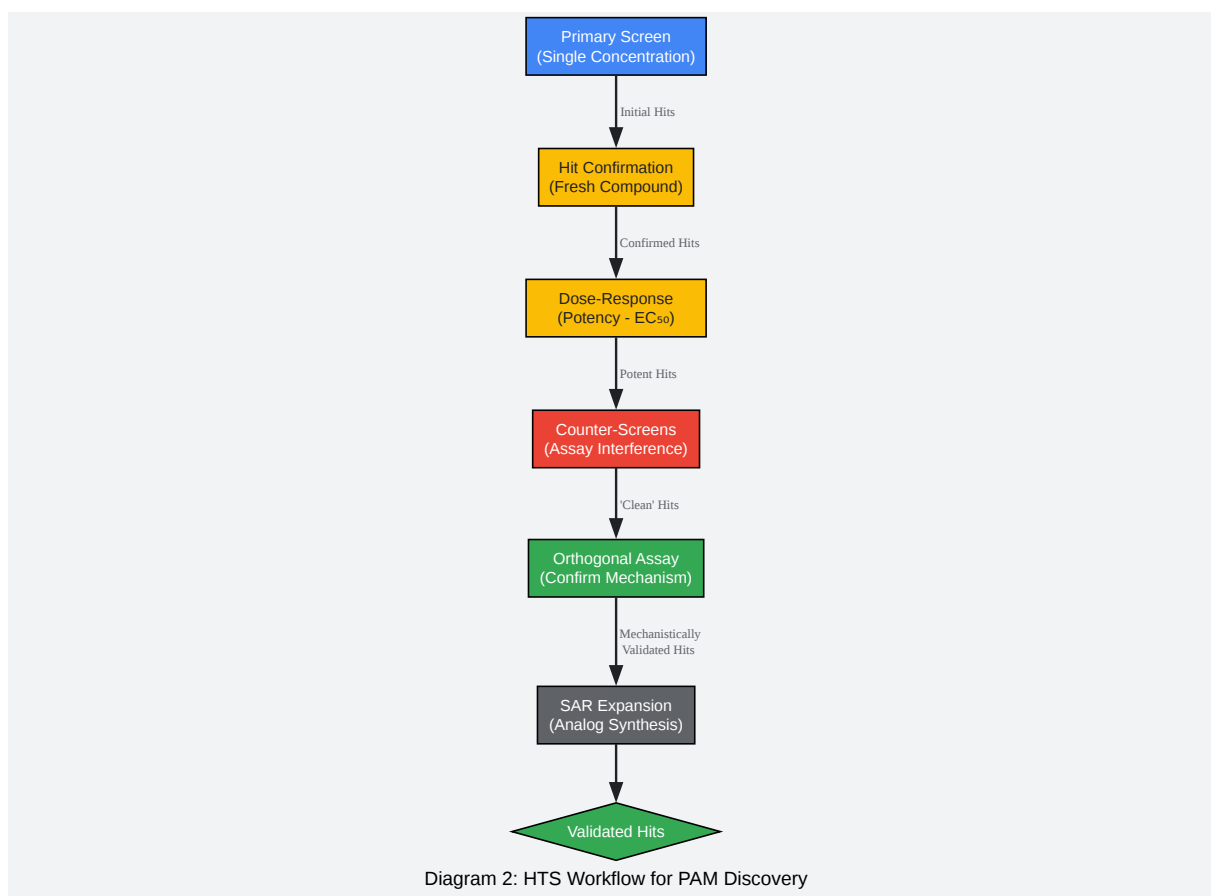 Primary Screen
(Single Concentration)
Initial Hits
Hit Confirmation
(Fresh Compound)
Confirmed Hits
Dose-Response
(Potency - EC₅₀)
Potent Hits
Counter-Screens
(Assay Interference)
'Clean' Hits
Orthogonal Assay
(Confirm Mechanism)
Mechanistically
Validated Hits
SAR Expansion
(Analog Synthesis)
Validated Hits
Diagram 2: HTS Workflow for PAM Discovery